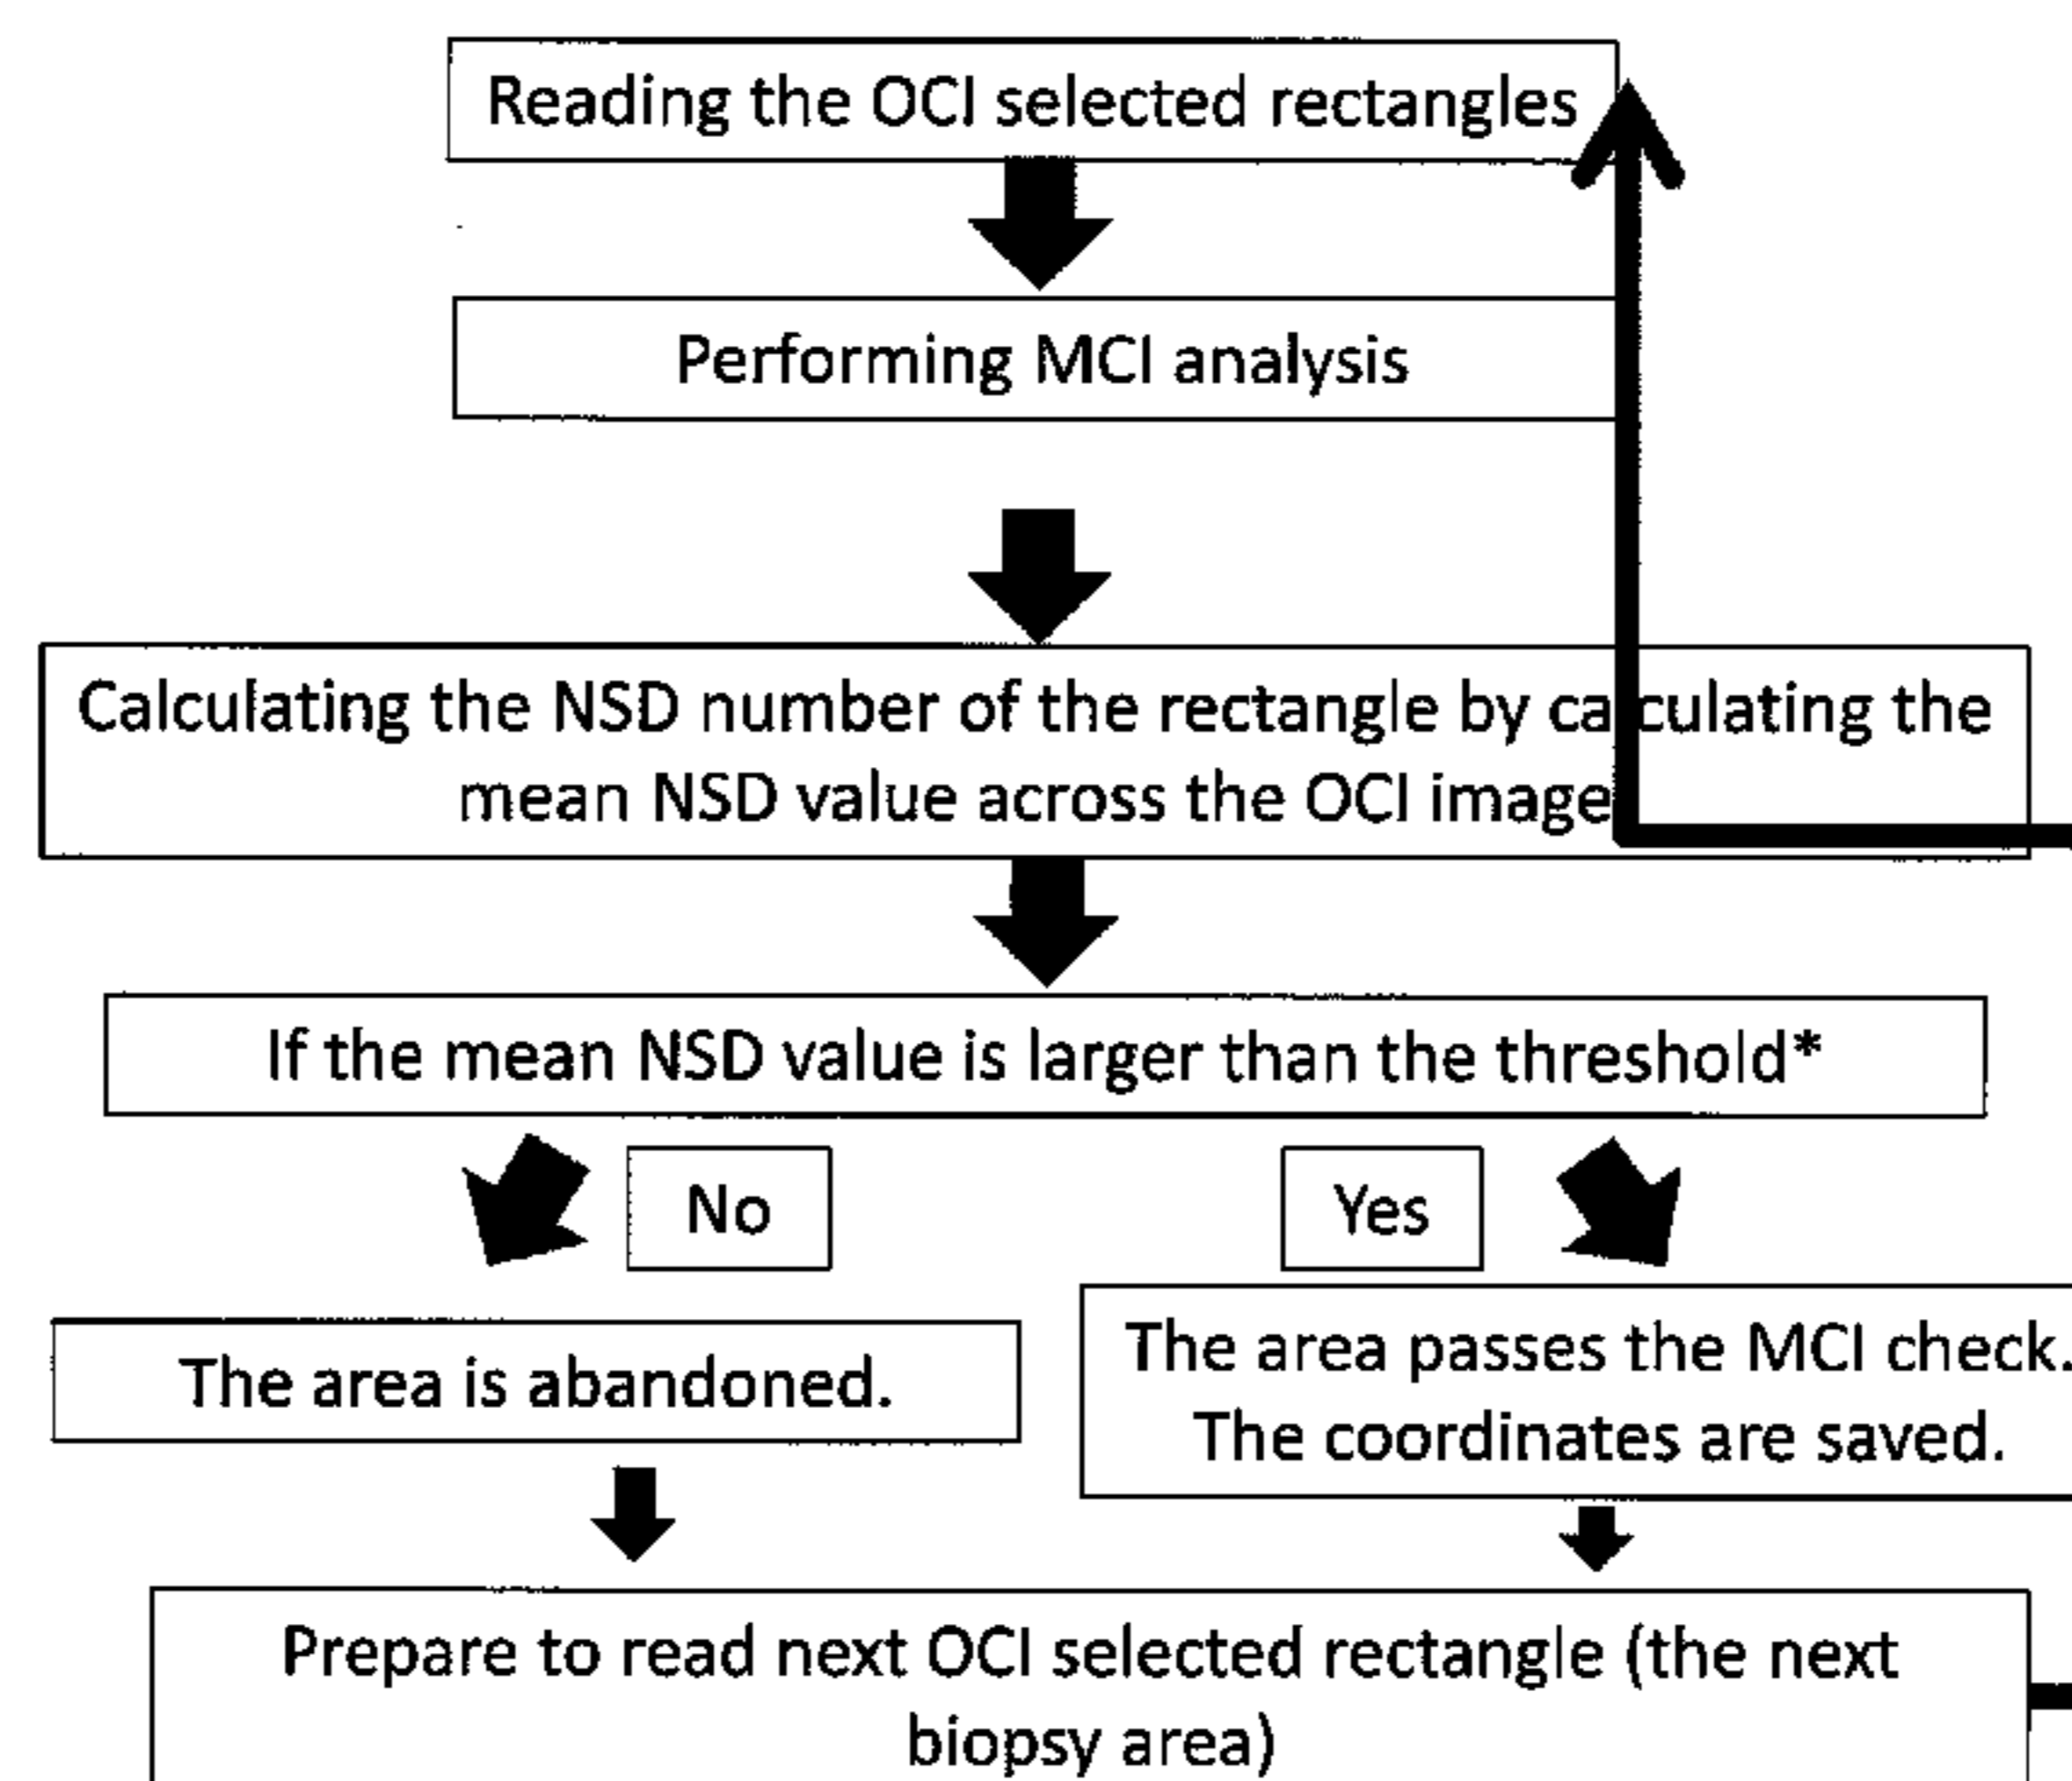 Reading the OCI selected rectangles
Performing MCI analysis
Calculating the NSD number of the rectangle by calculating the
mean NSD value across the OCI image
If the mean NSD value is larger than the threshold*
No
Yes
The area is abandoned.
The area passes the MCI check.
The coordinates are saved.
Prepare to read next OCI selected rectangle (the next
biopsy area)